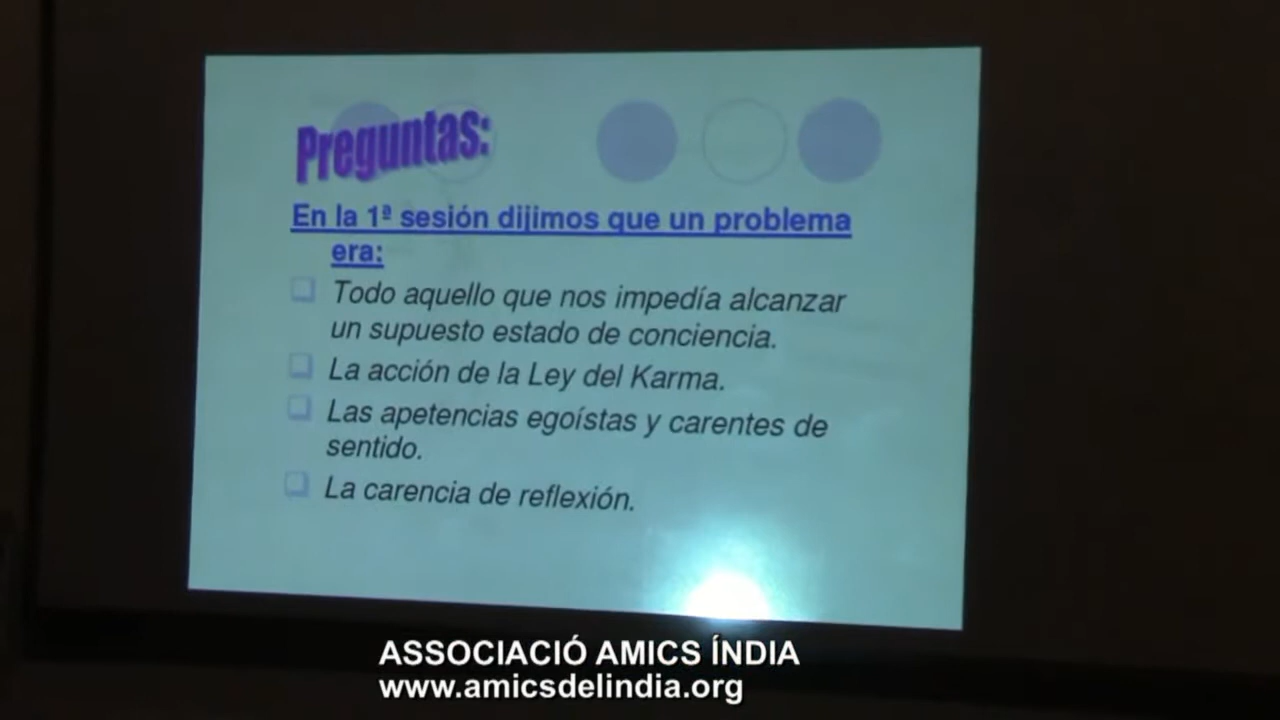 Preguntas:
En la 1ª sesión dijimos que un problema
era:
Todo aquello que nos impedía alcanzar
un supuesto estado de conciencia.
La acción de la Ley del Karma.
Las apetencias egoístas y carentes de
sentido.
La carencia de reflexión.
ASSOCIACIÓ AMICS ÍNDIA
www.amicsdelindia.org